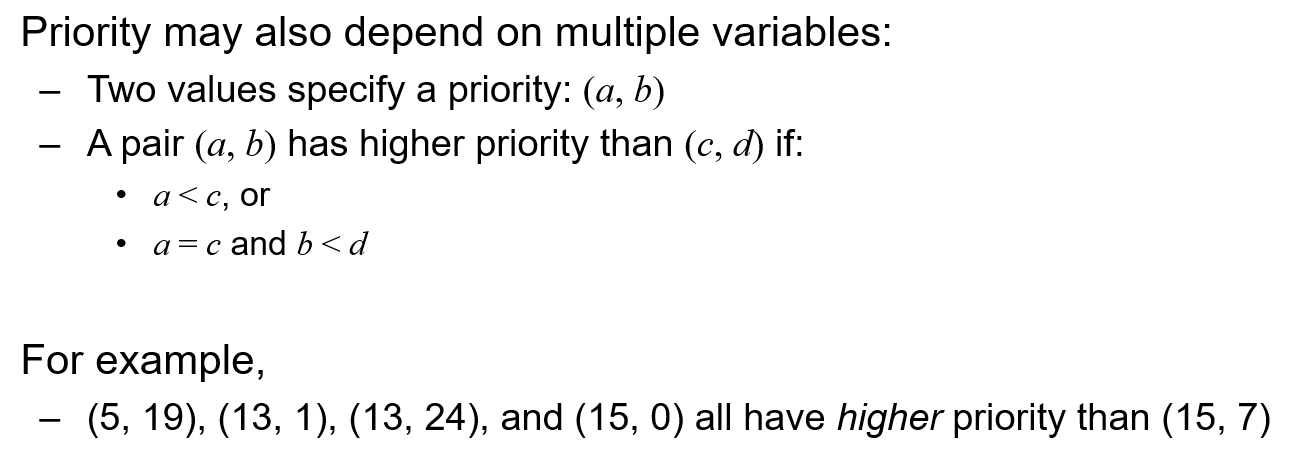 Priority may also depend on multiple variables:
– Two values specify a priority: (a, b)
– A pair (a, b) has higher priority than (c, d) if:
• a < c, or
• a = c and b < d
For example,
– (5, 19), (13, 1), (13, 24), and (15, 0) all have higher priority than (15, 7)